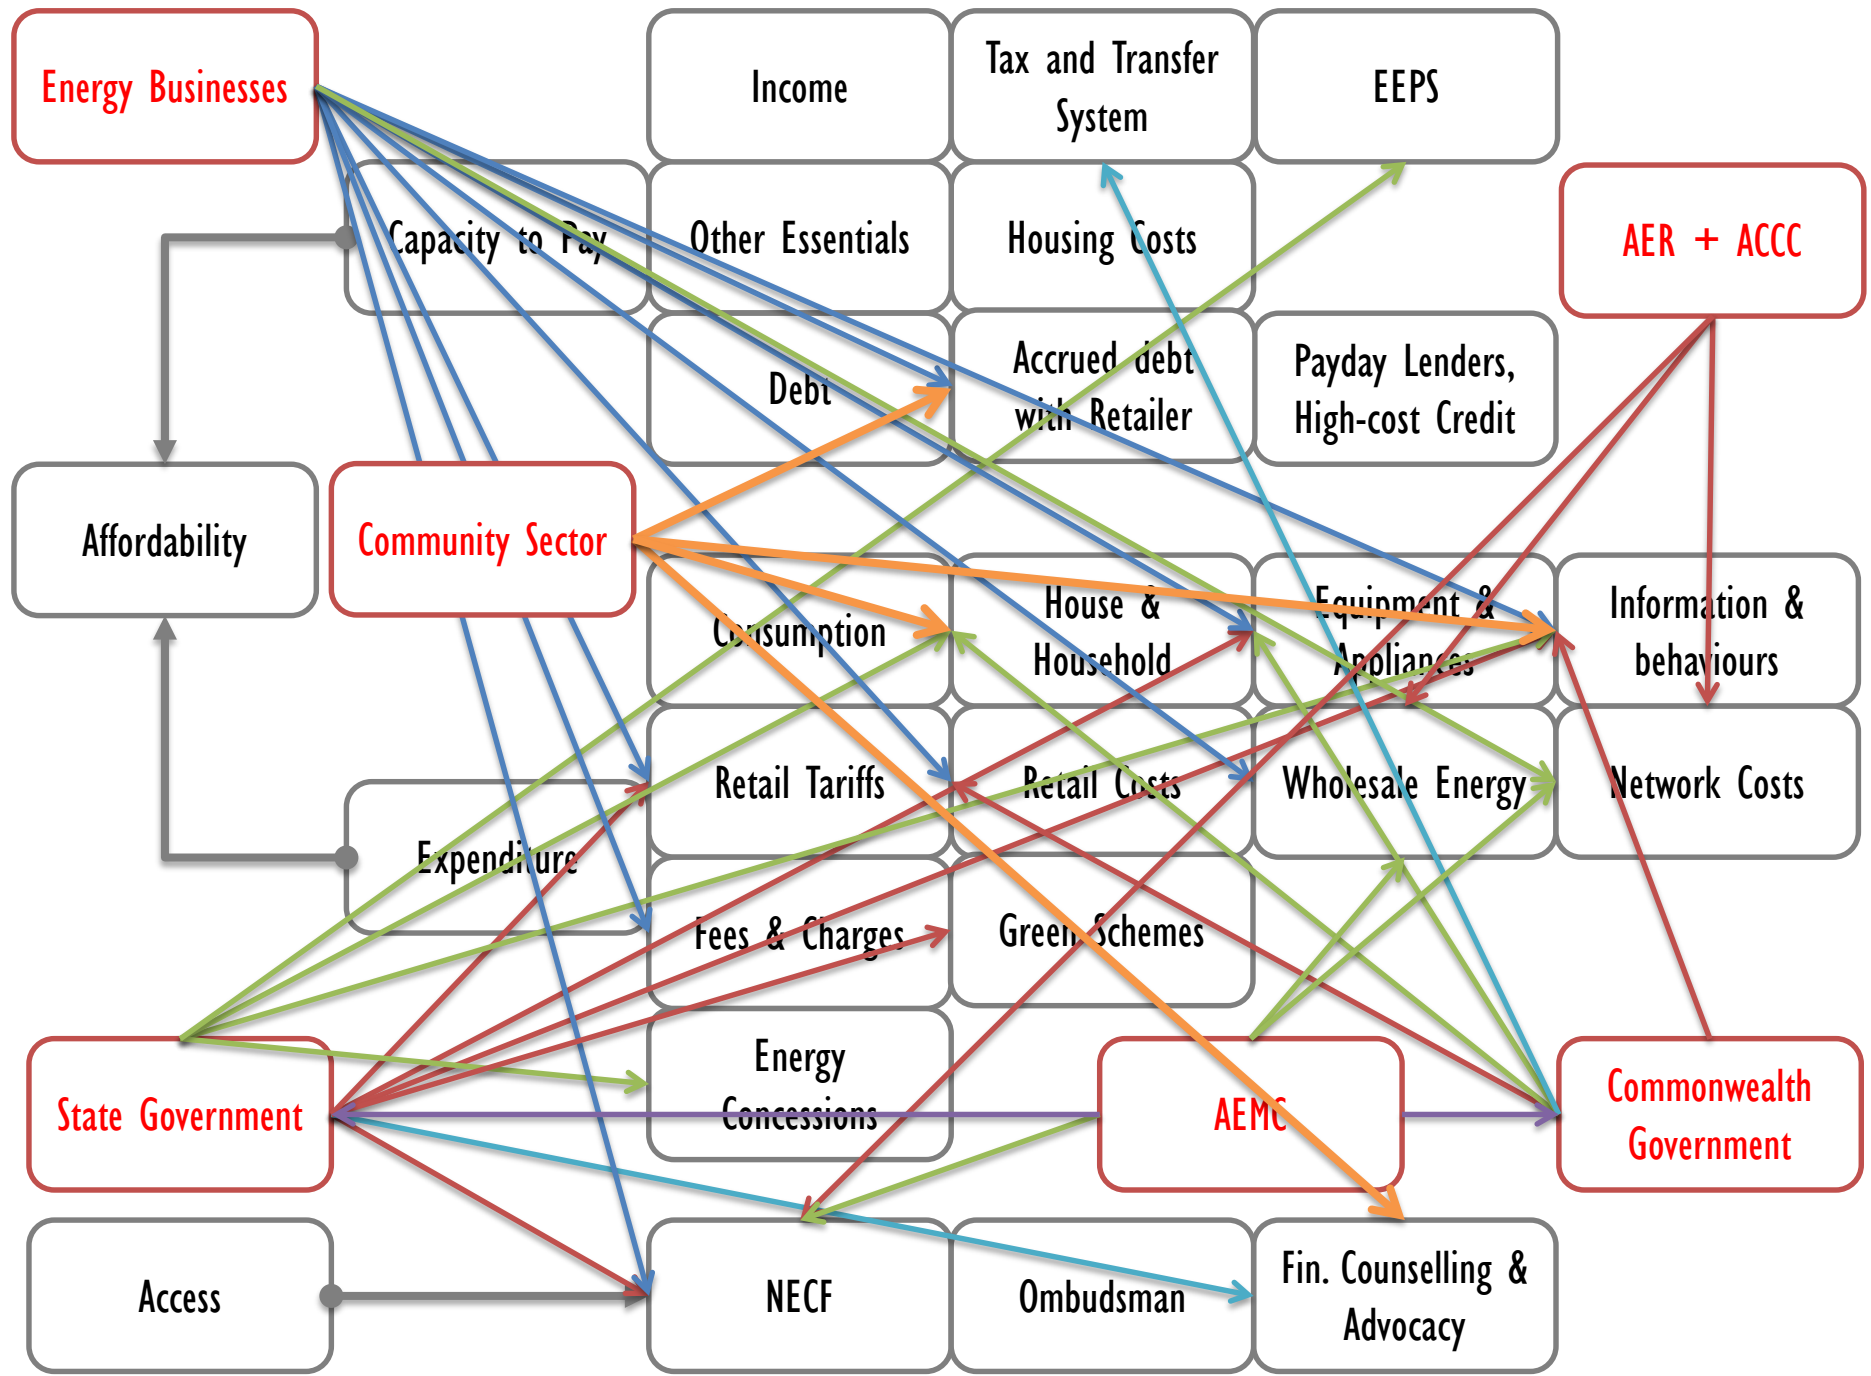 Energy Businesses
Income
Tax and Transfer
System
EEPS
Capacity to Pay
Other Essentials
Housing Costs
AER + ACCC
Debt
Accrued debt
with Retailer
Payday Lenders,
High-cost Credit
Affordability
Community Sector
Consumption
House &
Household
Equipment &
Appliances
Information &
behaviours
Retail Tariffs
Retail Costs
Wholesale Energy
Network Costs
Expenditure
Fees & Charges
Green Schemes
State Government
Energy
Concessions
AEMC
Commonwealth
Government
Access
NECF
Ombudsman
Fin. Counselling &
Advocacy